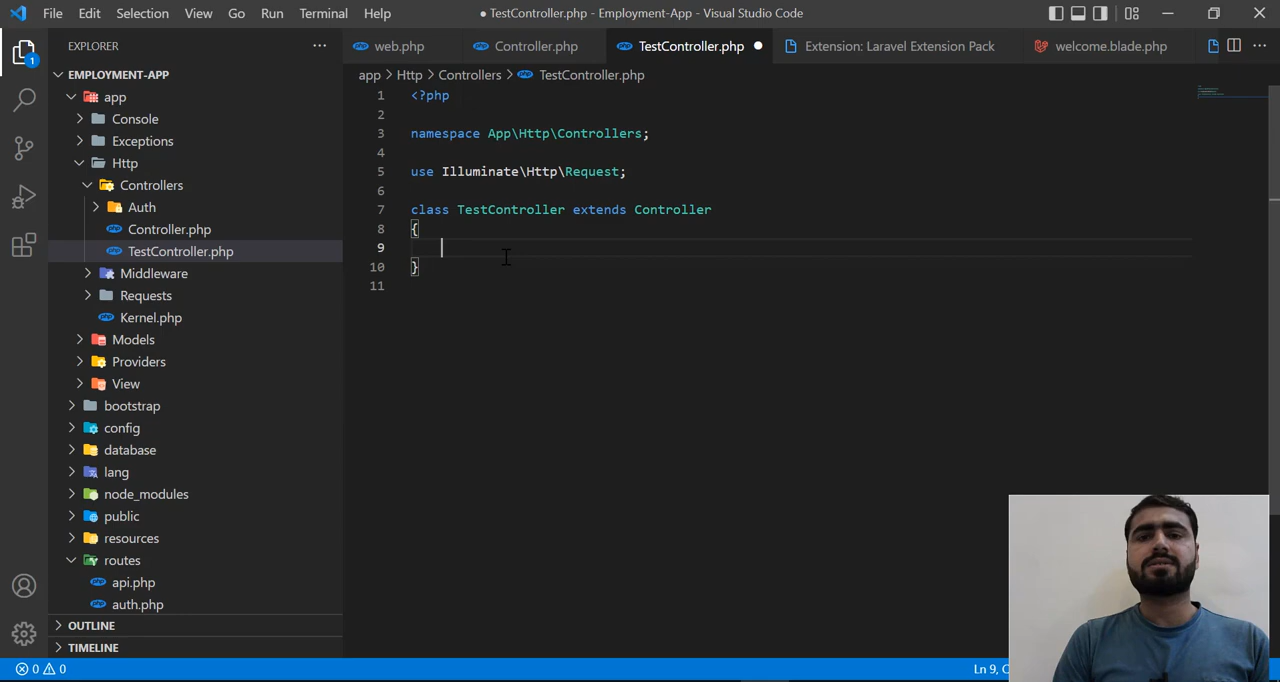 File Edit Selection View Go Run Terminal Help ● TestController.php - Employment-App - Visual Studio Code
EXPLORER ···
1
EMPLOYMENT-APP
app
Console
Exceptions
Http
Controllers
Auth
Controller.php
TestController.php
Middleware
Requests
Kernel.php
Models
Providers
View
bootstrap
config
database
lang
node_modules
public
resources
routes
api.php
auth.php
OUTLINE
TIMELINE
web.php Controller.php TestController.php ● Extension: Laravel Extension Pack welcome.blade.php ···
app > Http > Controllers > TestController.php
1 <?php
2
3 namespace App\Http\Controllers;
4
5 use Illuminate\Http\Request;
6
7 class TestController extends Controller
8 {
9
10 }
11
0 0 Ln 9,